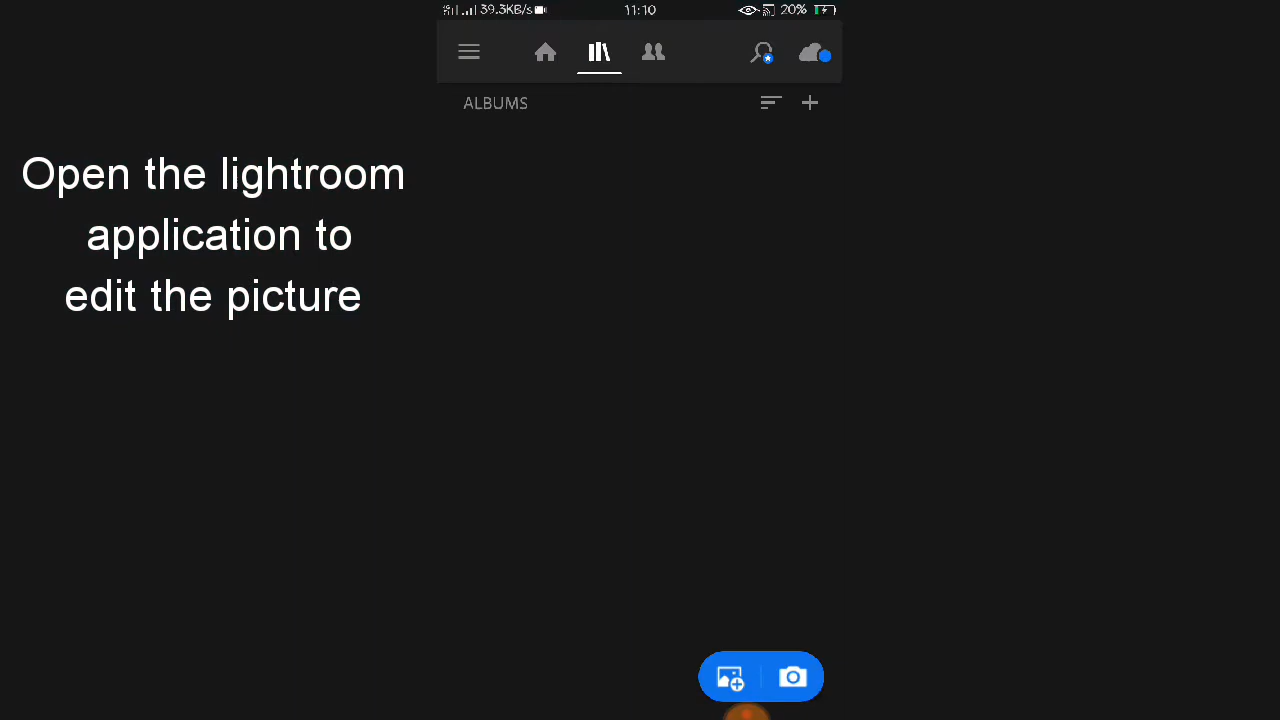 39.3KB/s
11:10
20%
ALBUMS
Open the lightroom
application to
edit the picture